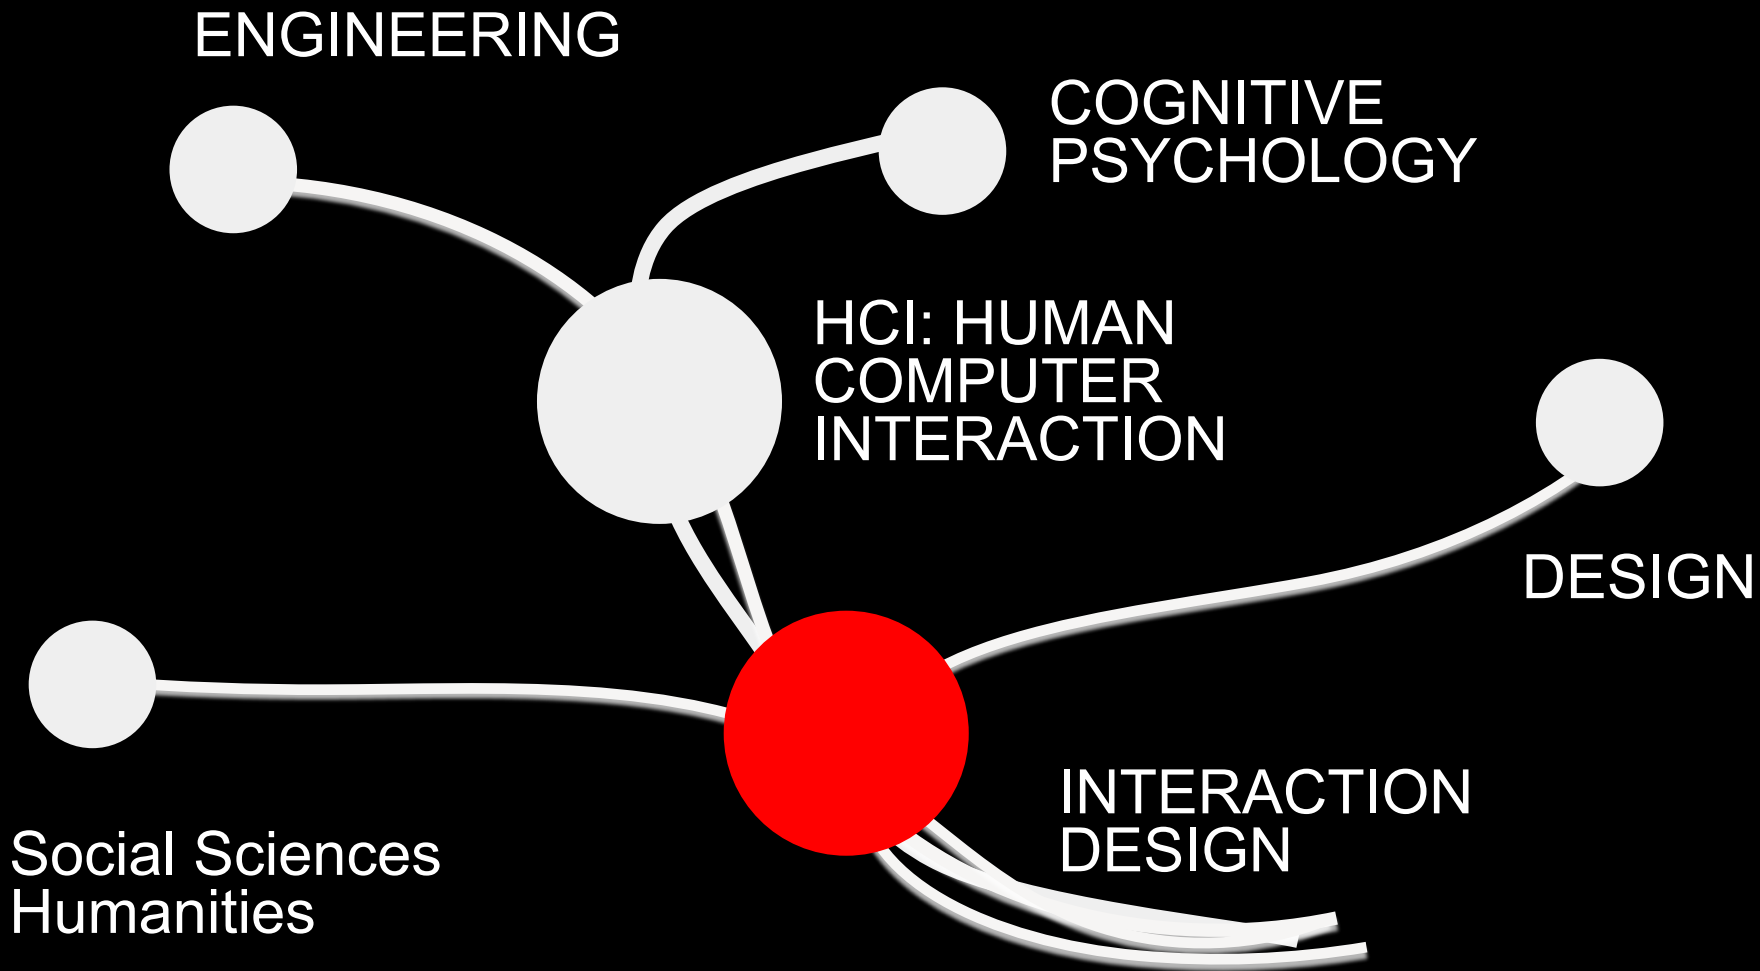 ENGINEERING
COGNITIVE
PSYCHOLOGY
HCI: HUMAN
COMPUTER
INTERACTION
DESIGN
INTERACTION
DESIGN
Social Sciences
Humanities